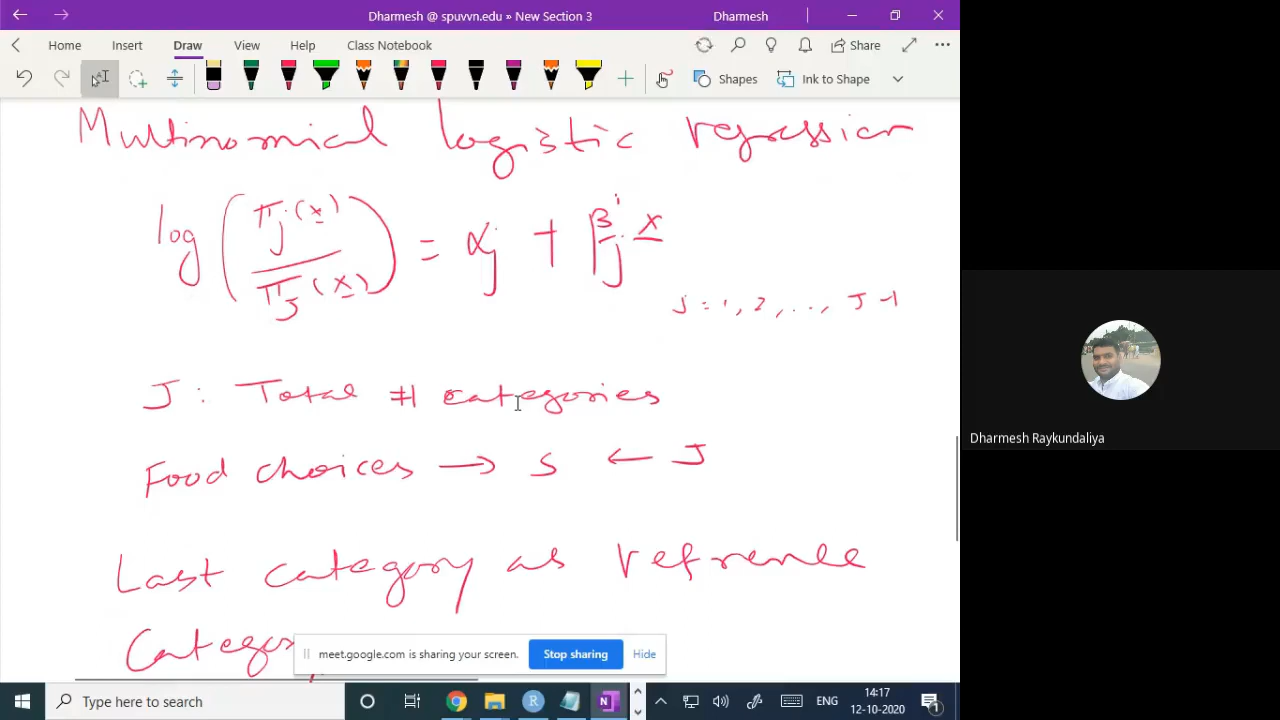 Dharmesh @ spuvvn.edu » New Section 3
Dharmesh
Home Insert Draw View Help Class Notebook
Share
Shapes
Ink to Shape
Multinomial logistic regression
log (πj(x) / πJ(x)) = αj + β'j x
j = 1, 2, ..., J-1
J : Total # categories
Food choices → 5 ← J
Last category as reference
Categor
meet.google.com is sharing your screen.
Stop sharing
Hide
Dharmesh Raykundaliya
Type here to search
ENG
14:17
12-10-2020